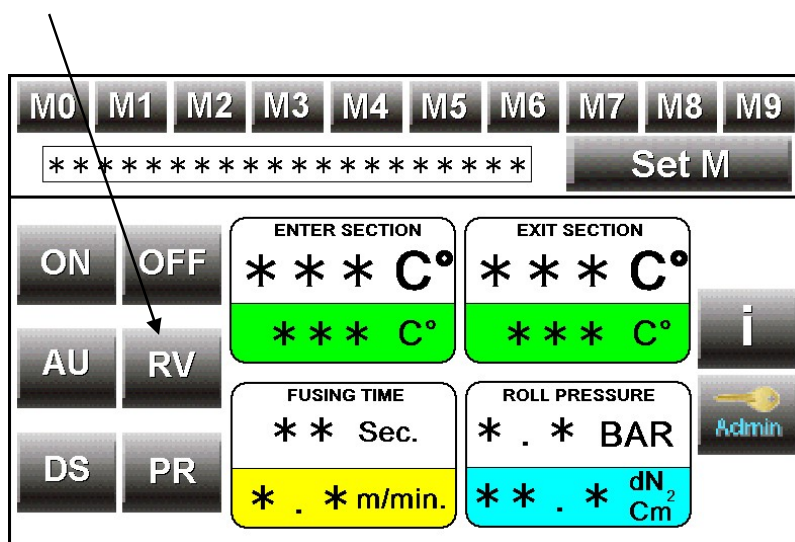 M0 M1 M2 M3 M4 M5 M6 M7 M8 M9
******************* Set M
ON OFF
AU RV
DS PR
ENTER SECTION
*** C°
*** C°
EXIT SECTION
*** C°
*** C°
FUSING TIME
** Sec.
*.* m/min.
ROLL PRESSURE
*.* BAR
**.* dN
Cm2
i
Admin